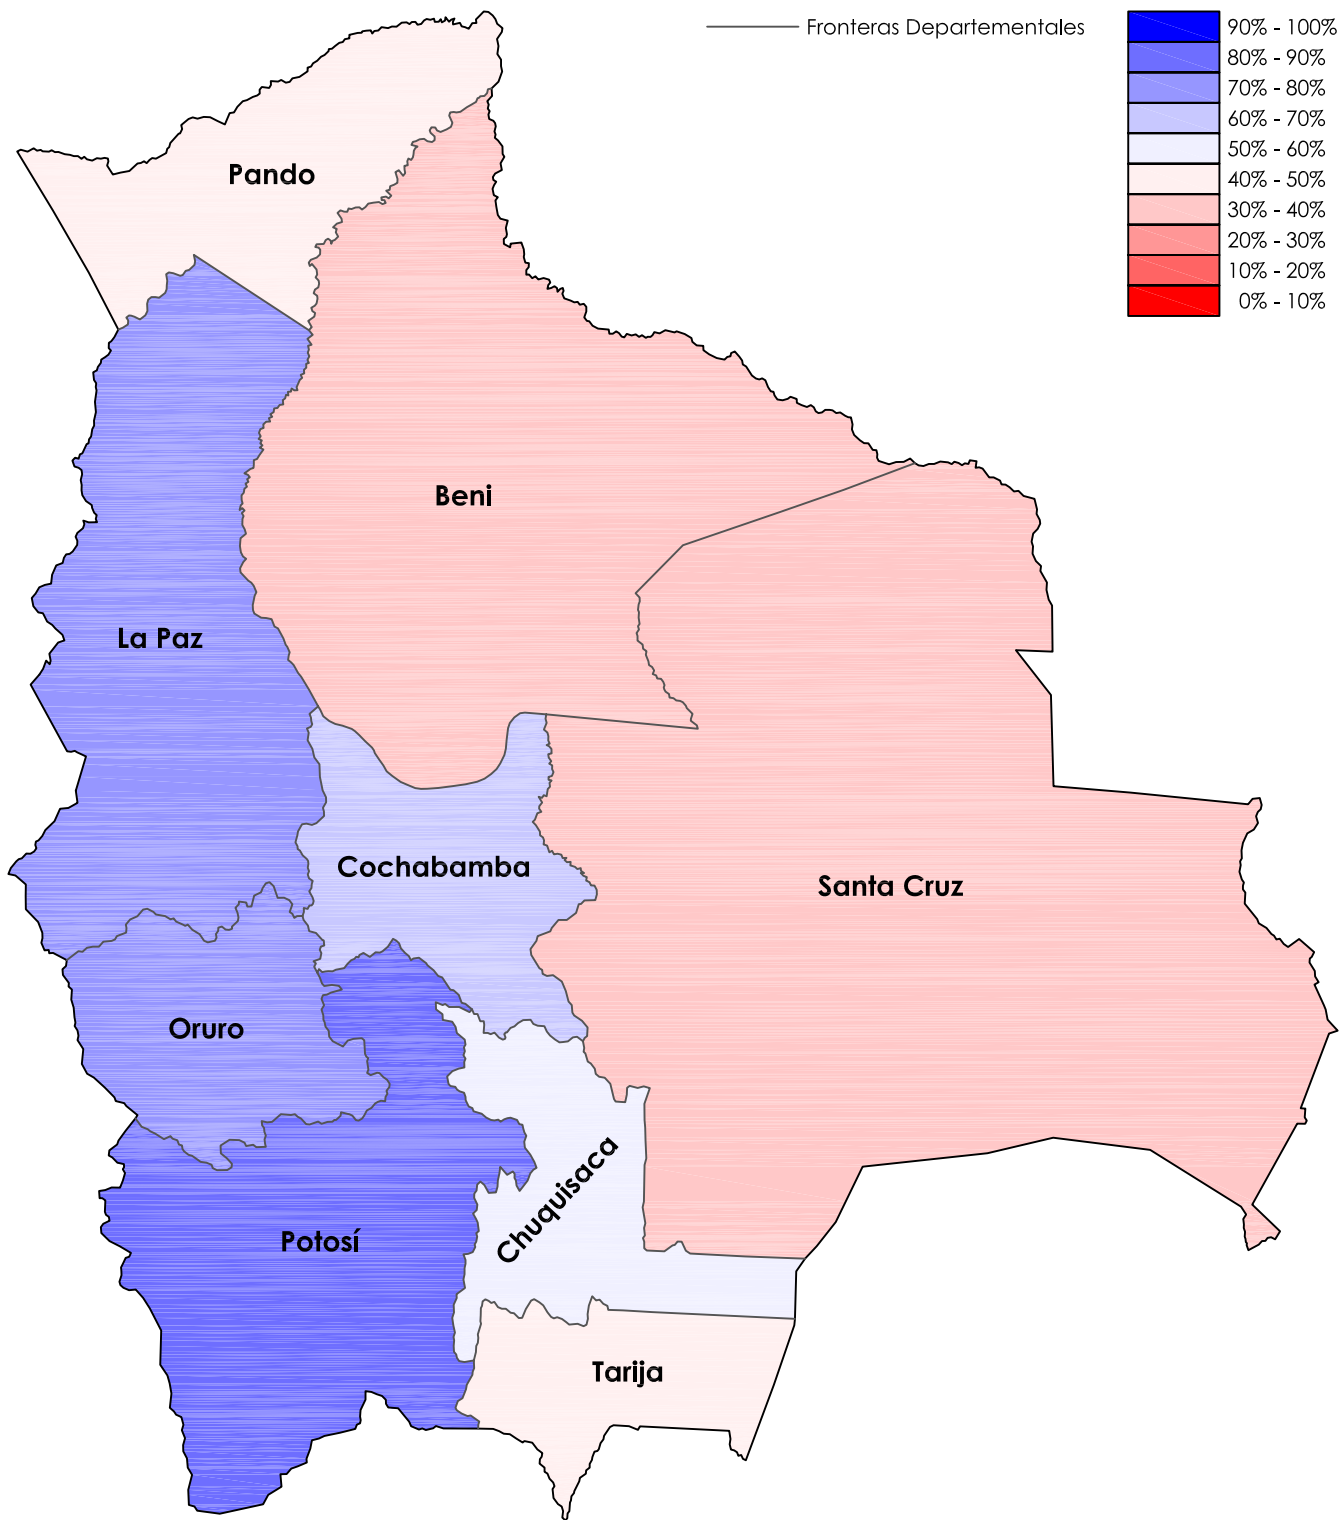 Fronteras Departementales
90% - 100%
80% - 90%
70% - 80%
60% - 70%
50% - 60%
40% - 50%
30% - 40%
20% - 30%
10% - 20%
0% - 10%
Pando
Beni
La Paz
Cochabamba
Santa Cruz
Oruro
Chuquisaca
Potosí
Tarija